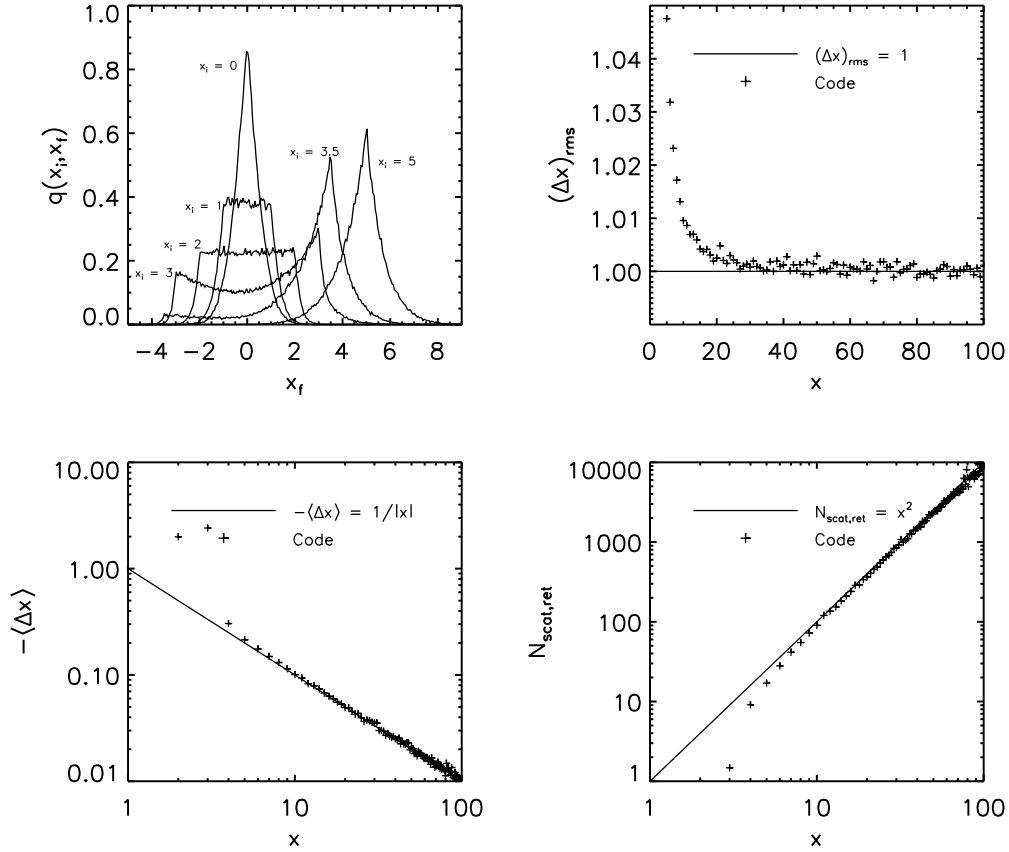 1.0
0.8
0.6
0.4
0.2
0.0
q(x_i,x_f)
x_i = 0
x_i = 3.5
x_i = 5
x_i = 1
x_i = 2
x_i = 3
−4 −2 0 2 4 6 8
x_f
1.04
1.03
1.02
1.01
1.00
(Δx)_rms
(Δx)_rms = 1
Code
0 20 40 60 80 100
x
10.00
1.00
0.10
0.01
−⟨Δx⟩
−⟨Δx⟩ = 1/|x|
Code
1 10 100
x
10000
1000
100
10
1
N_scat,ret
N_scat,ret = x²
Code
1 10 100
x